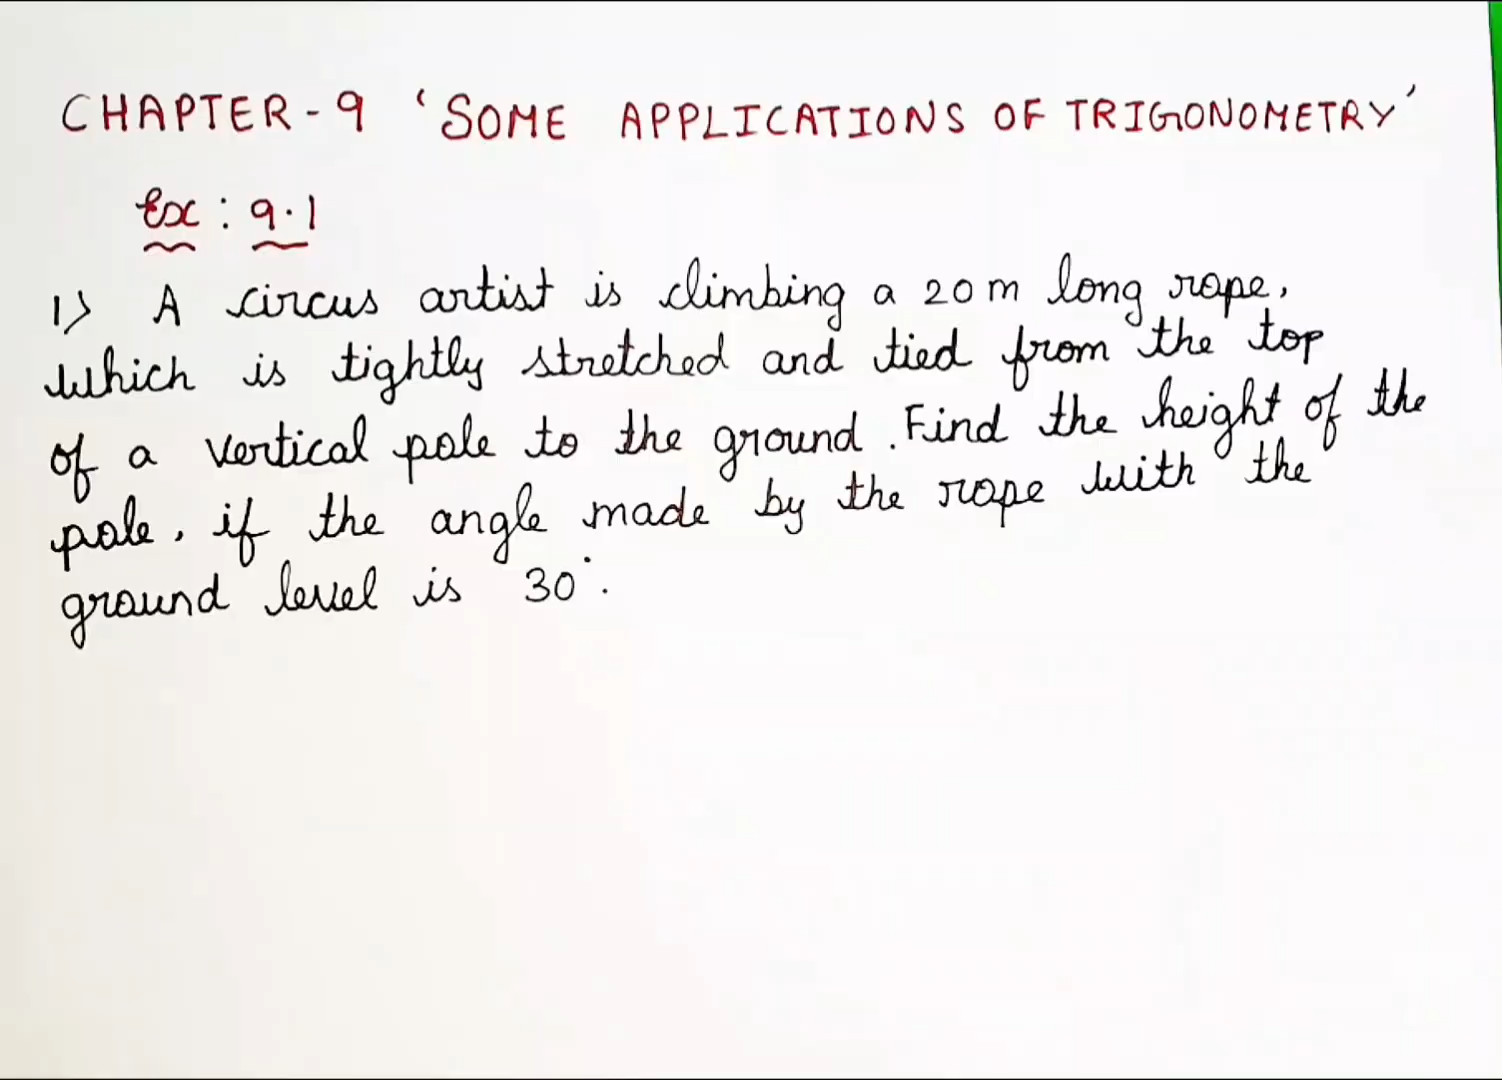 CHAPTER-9 'SOME APPLICATIONS OF TRIGONOMETRY'
Ex : 9.1
1) A circus artist is climbing a 20 m long rope,
which is tightly stretched and tied from the top
of a vertical pole to the ground. Find the height of the
pole, if the angle made by the rope with the
ground level is 30°.